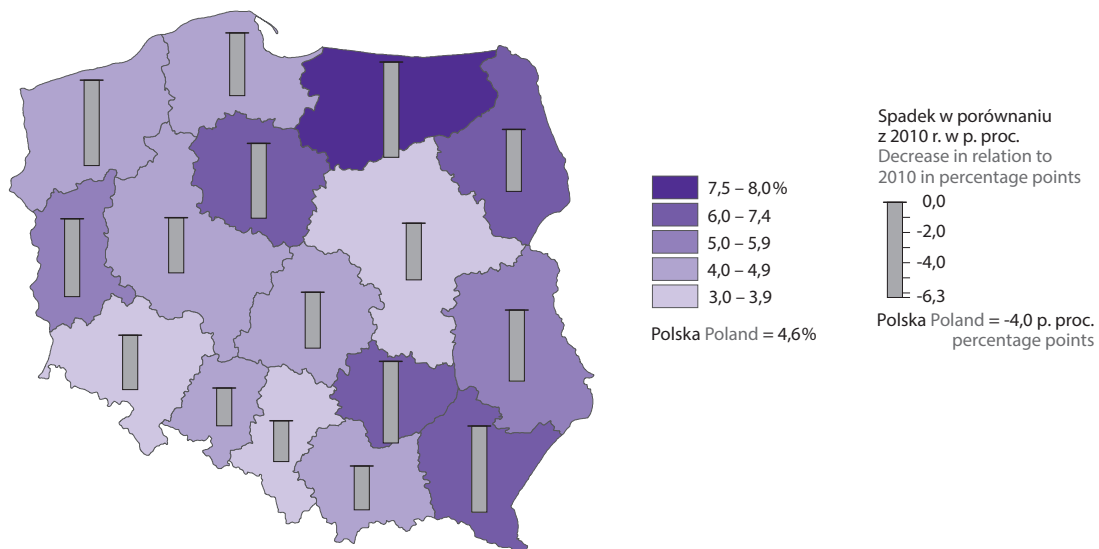 7,5 – 8,0%
6,0 – 7,4
5,0 – 5,9
4,0 – 4,9
3,0 – 3,9
Polska Poland = 4,6%
Spadek w porównaniu
z 2010 r. w p. proc.
Decrease in relation to
2010 in percentage points
0,0
-2,0
-4,0
-6,3
Polska Poland = -4,0 p. proc.
percentage points